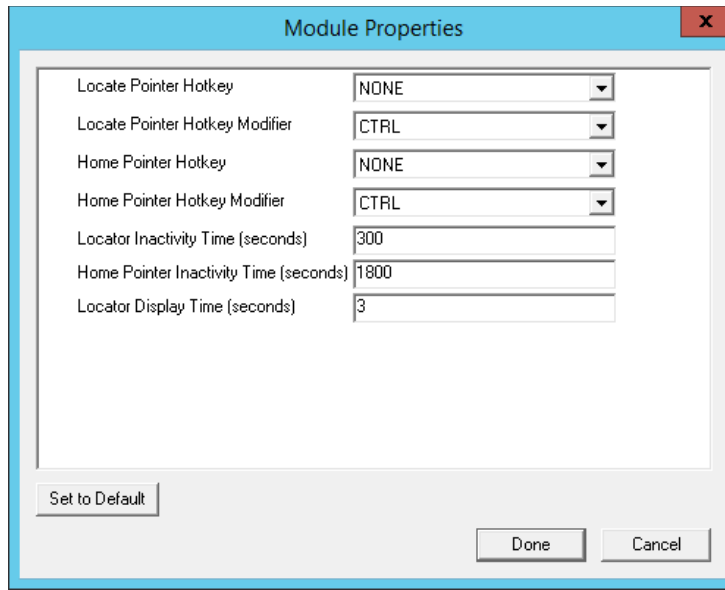 Module Properties
x
Locate Pointer Hotkey NONE
Locate Pointer Hotkey Modifier CTRL
Home Pointer Hotkey NONE
Home Pointer Hotkey Modifier CTRL
Locator Inactivity Time (seconds) 300
Home Pointer Inactivity Time (seconds) 1800
Locator Display Time (seconds) 3
Set to Default
Done Cancel